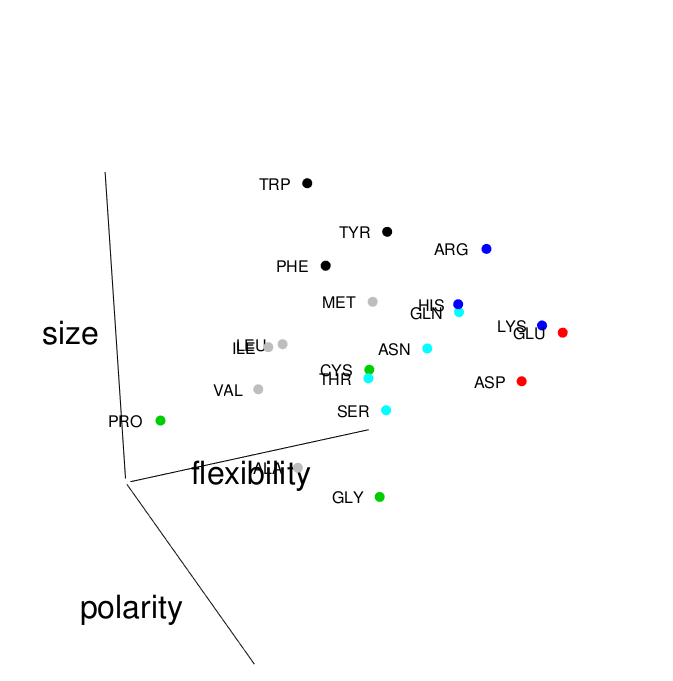 TRP
TYR
ARG
PHE
MET
HIS
GLN
LYS
GLU
size
LEU
ILE
ASN
CYS
THR
ASP
VAL
SER
PRO
ALA
flexibility
GLY
polarity